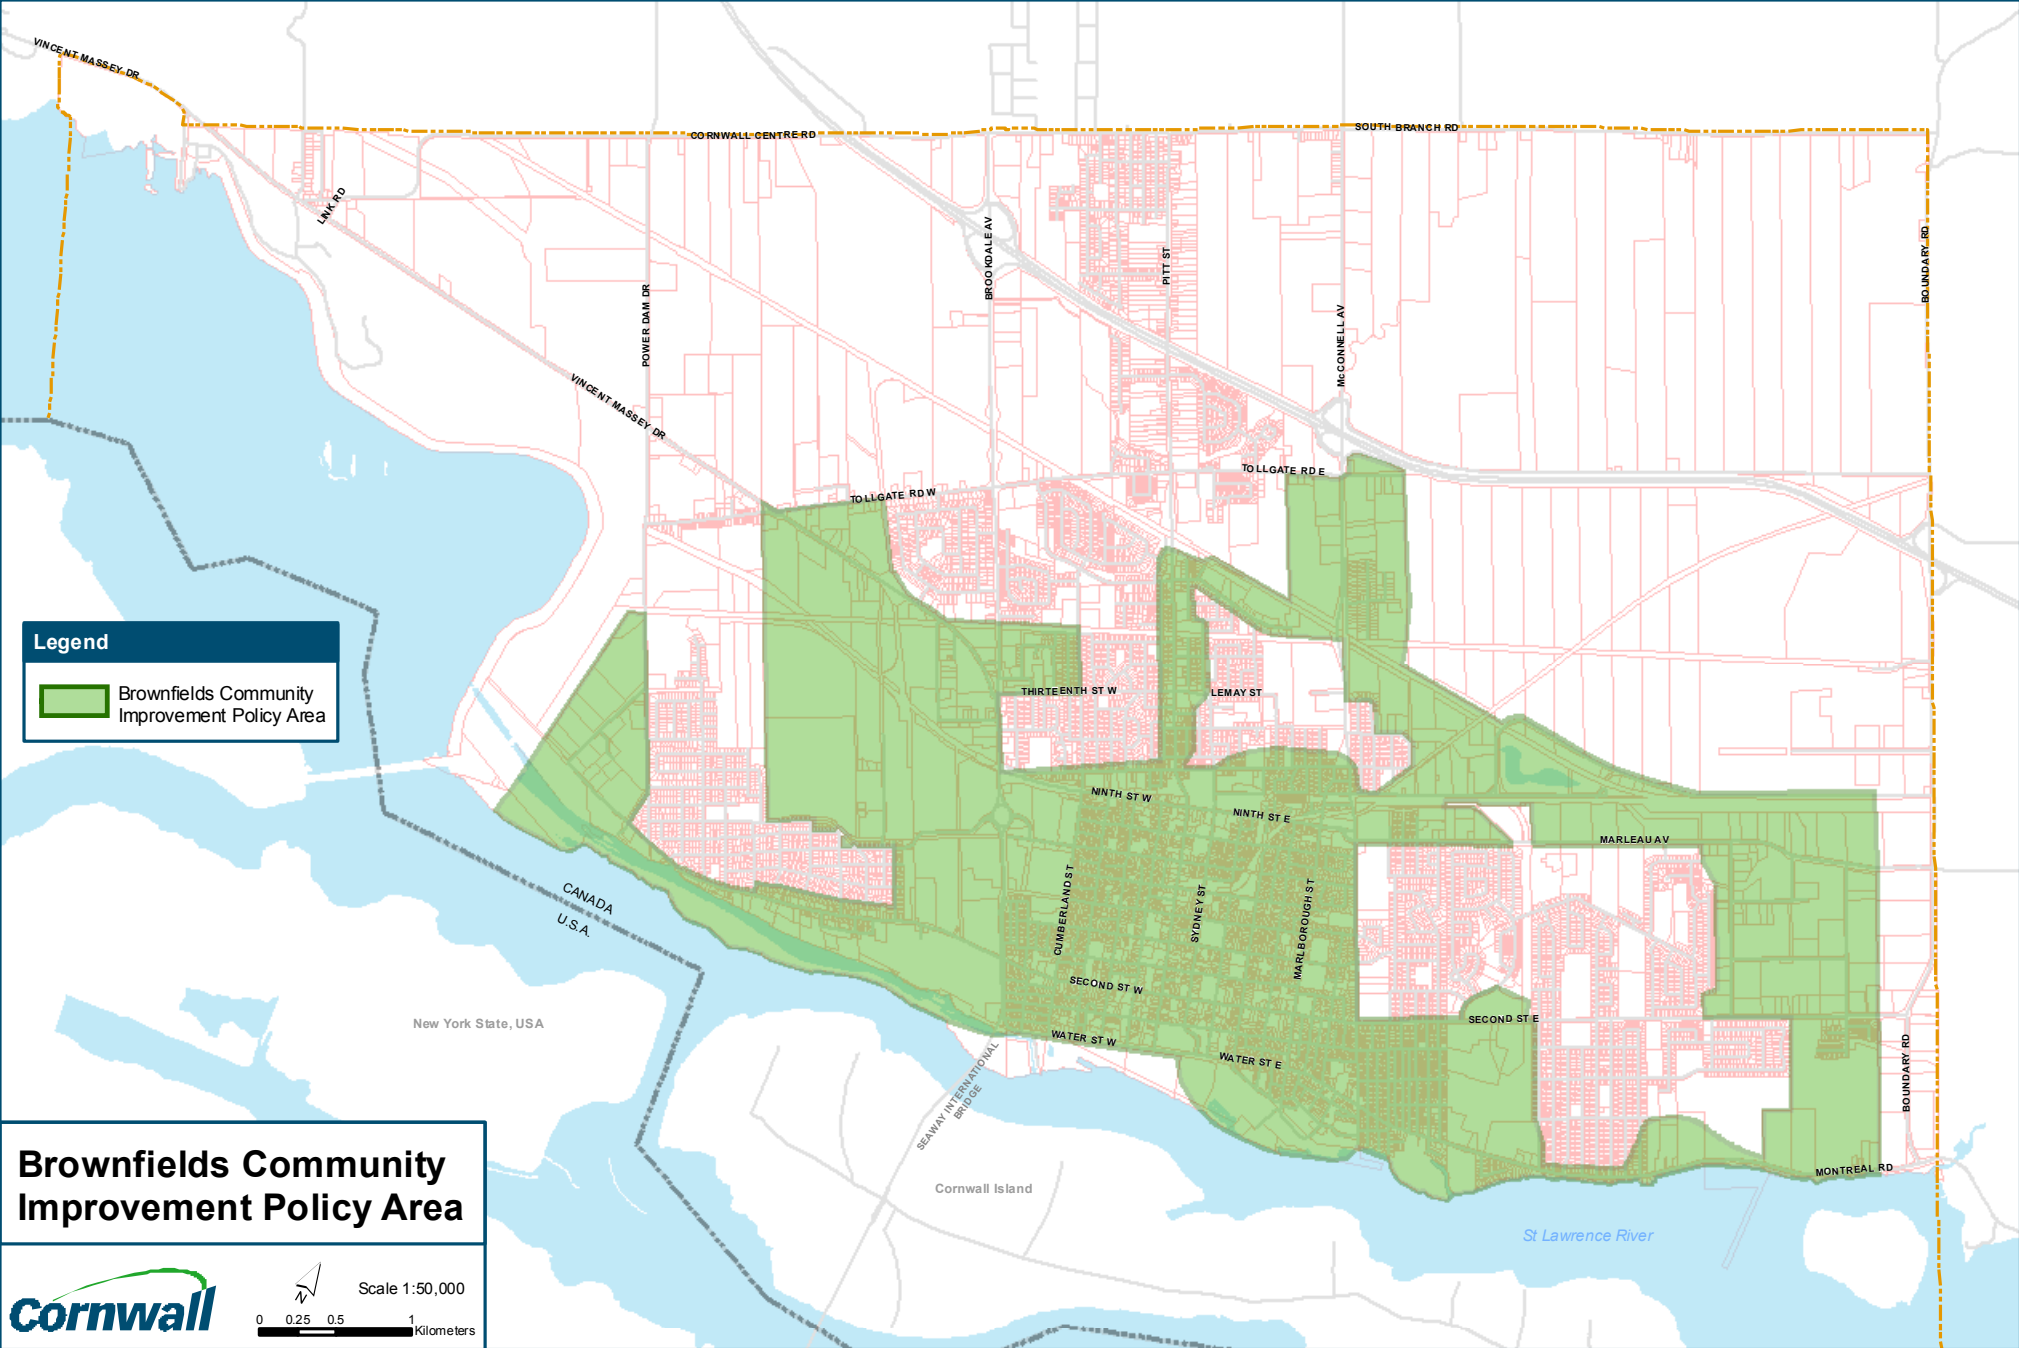 VINCENT MASSEY DR
CORNWALL CENTRE RD
SOUTH BRANCH RD
LINK RD
BROOKDALE AV
PITT ST
BOUNDARY RD
POWER DAM DR
McCONNELL AV
VINCENT MASSEY DR
TOLLGATE RD E
TOLLGATE RD W
Legend
Brownfields Community
Improvement Policy Area
THIRTEENTH ST W
LEMAY ST
NINTH ST W
NINTH ST E
MARLEAU AV
CANADA
U.S.A.
CUMBERLAND ST
SYDNEY ST
MARLBOROUGH ST
SECOND ST W
SECOND ST E
New York State, USA
WATER ST W
WATER ST E
BOUNDARY RD
SEAWAY INTERNATIONAL
BRIDGE
Cornwall Island
MONTREAL RD
St Lawrence River
Brownfields Community
Improvement Policy Area
Cornwall
N
Scale 1:50,000
0 0.25 0.5 1
Kilometers